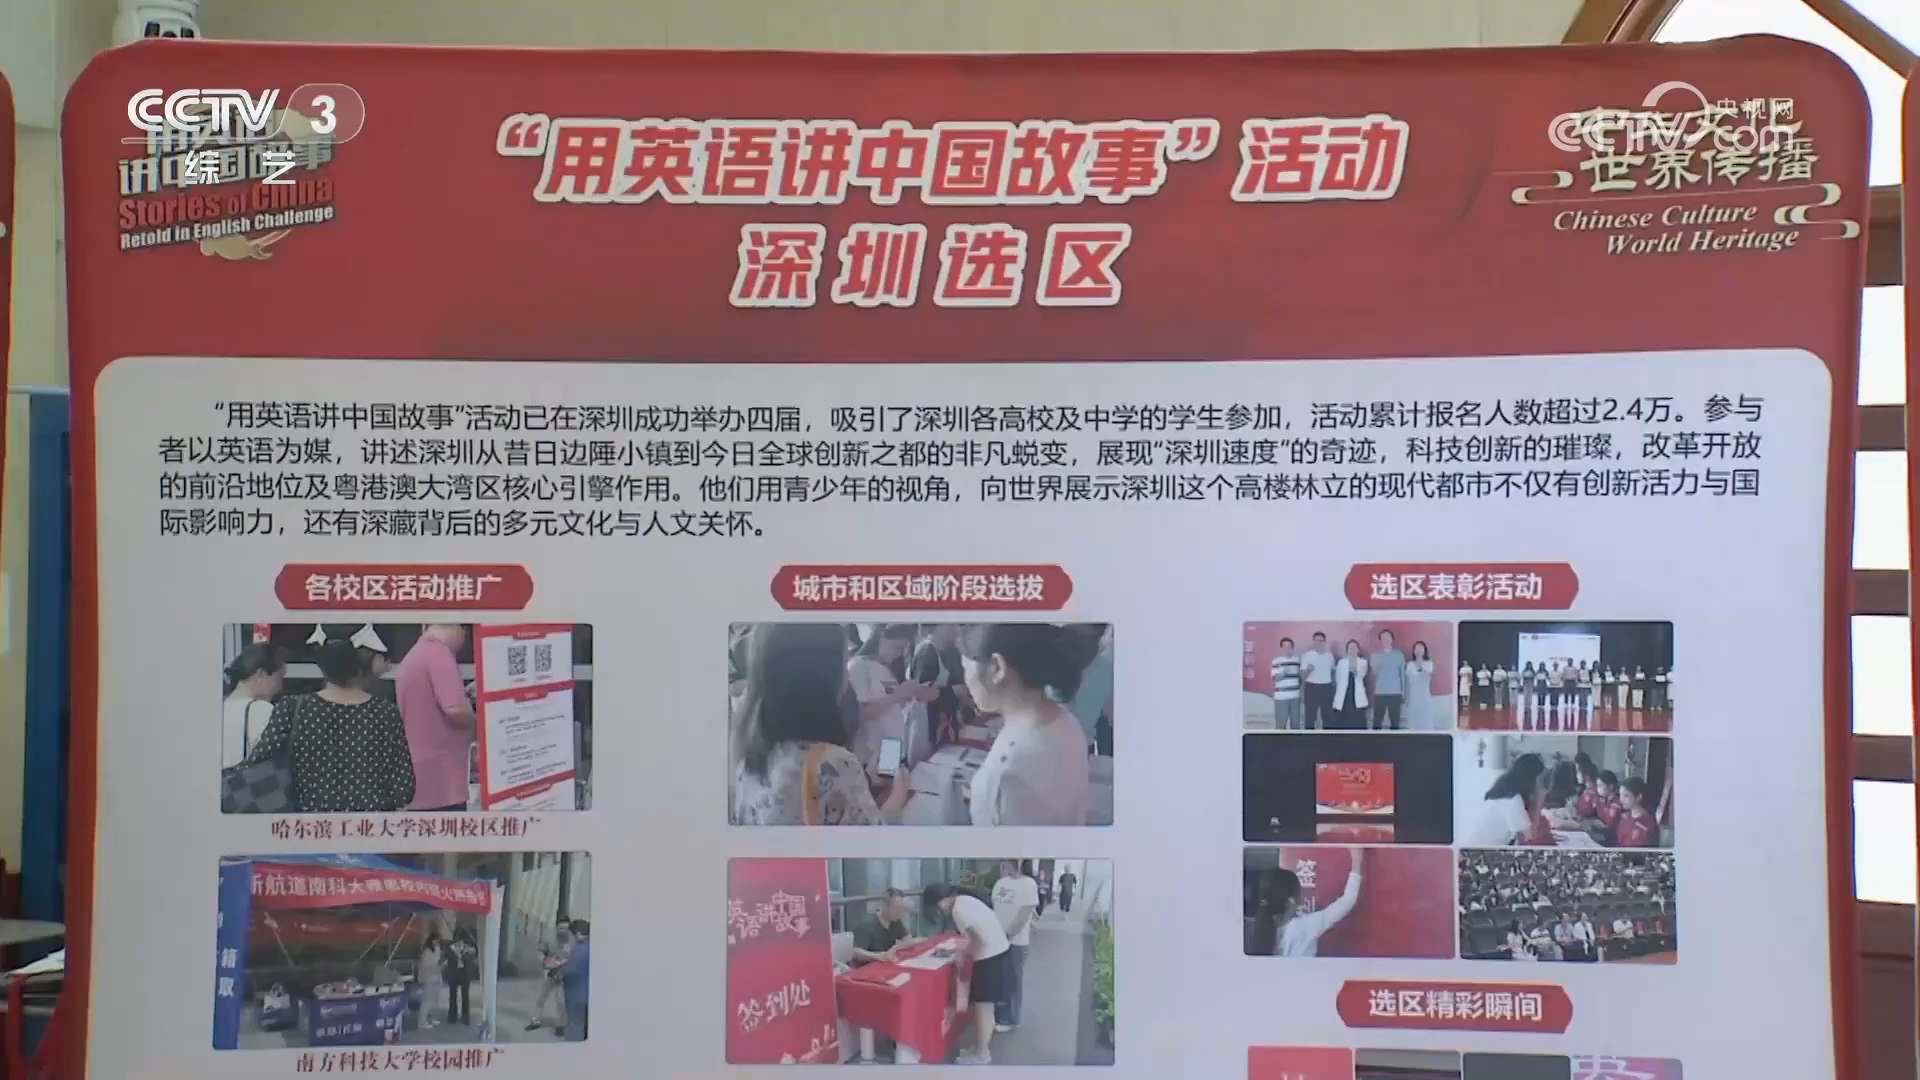 CCTV 3
综艺
央视网
CCTV.com
讲中国故事
Stories of China
Retold in English Challenge
“用英语讲中国故事”活动
深圳选区
世界传播
Chinese Culture
World Heritage
“用英语讲中国故事”活动已在深圳成功举办四届，吸引了深圳各高校及中学的学生参加，活动累计报名人数超过2.4万。参与
者以英语为媒，讲述深圳从昔日边陲小镇到今日全球创新之都的非凡蜕变，展现“深圳速度”的奇迹，科技创新的璀璨，改革开放
的前沿地位及粤港澳大湾区核心引擎作用。他们用青少年的视角，向世界展示深圳这个高楼林立的现代都市不仅有创新活力与国
际影响力，还有深藏背后的多元文化与人文关怀。
各校区活动推广
城市和区域阶段选拔
选区表彰活动
哈尔滨工业大学深圳校区推广
签到处
选区精彩瞬间
南方科技大学校园推广